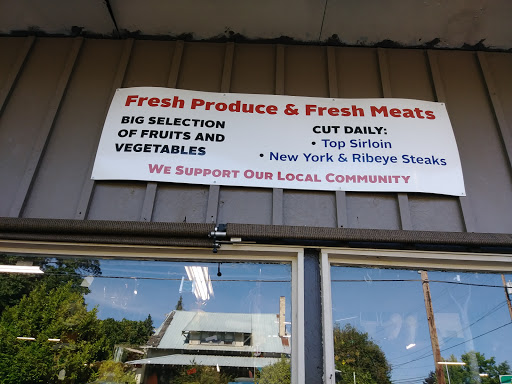 Fresh Produce & Fresh Meats
BIG SELECTION
OF FRUITS AND
VEGETABLES
CUT DAILY:
• Top Sirloin
• New York & Ribeye Steaks
WE SUPPORT OUR LOCAL COMMUNITY